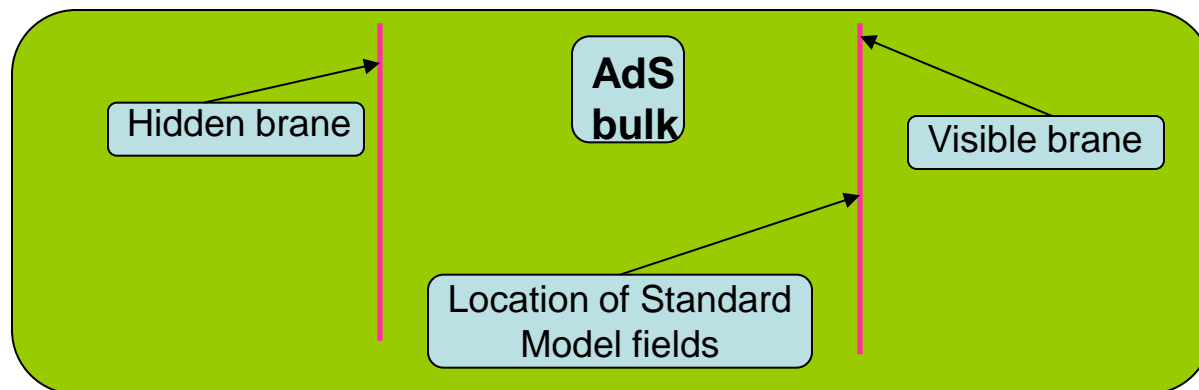 AdS
bulk
Hidden brane
Visible brane
Location of Standard
Model fields